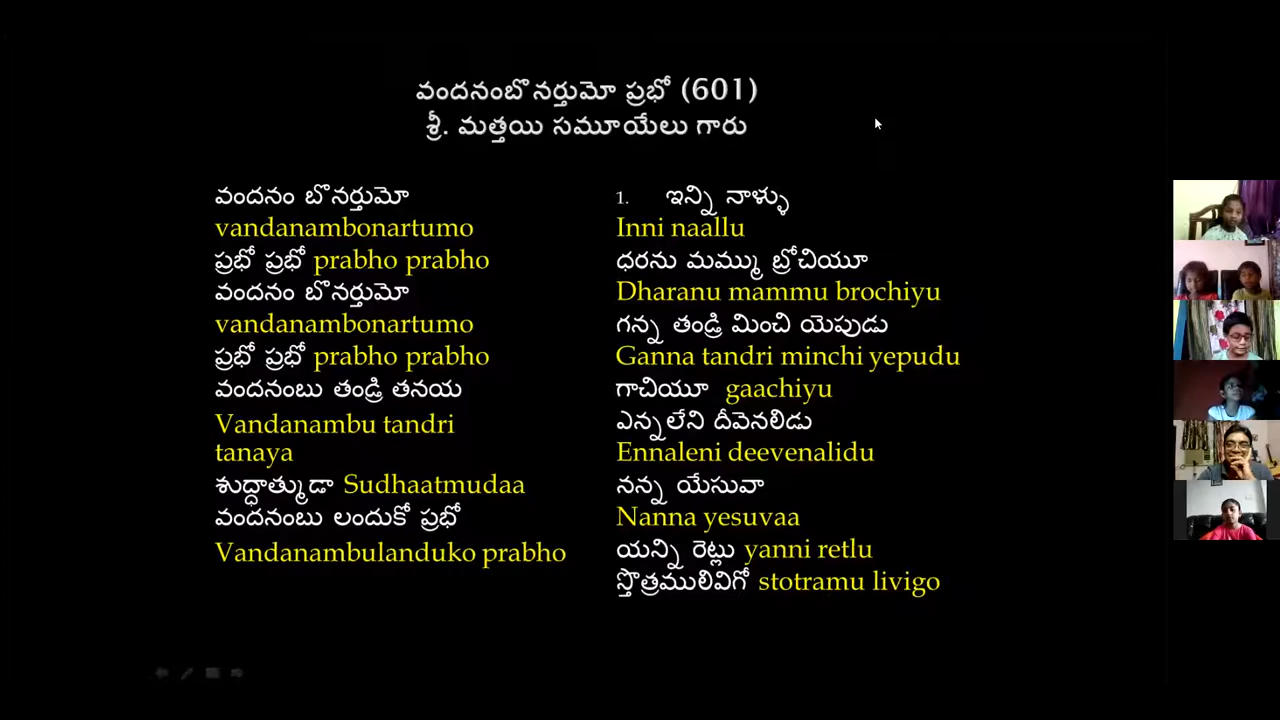 వందనంబొనర్తుమో ప్రభో (601)
శ్రీ. మత్తయి సమూయేలు గారు
వందనం బొనర్తుమో
vandanambonartumo
ప్రభో ప్రభో prabho prabho
వందనం బొనర్తుమో
vandanambonartumo
ప్రభో ప్రభో prabho prabho
వందనంబు తండ్రి తనయ
Vandanambu tandri
tanaya
శుద్ధాత్ముడా Sudhaatmudaa
వందనంబు లందుకో ప్రభో
Vandanambulanduko prabho
1. ఇన్ని నాళ్ళు
Inni naallu
ధరను మమ్ము బ్రోచియూ
Dharanu mammu brochiyu
గన్న తండ్రి మించి యెపుడు
Ganna tandri minchi yepudu
గాచియూ gaachiyu
ఎన్నలేని దీవెనలిడు
Ennaleni deevenalidu
నన్న యేసువా
Nanna yesuvaa
యన్ని రెట్లు yanni retlu
స్తొత్రములివిగో stotramu livigo